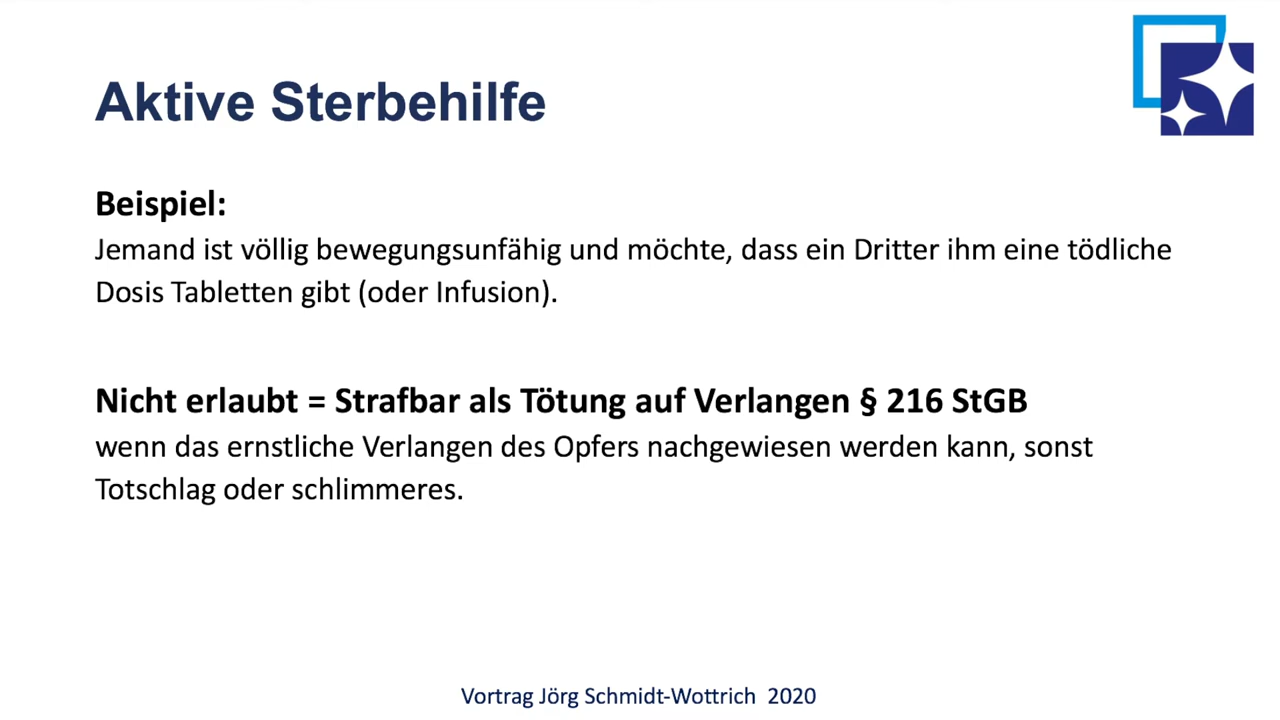 Aktive Sterbehilfe
Beispiel:
Jemand ist völlig bewegungsunfähig und möchte, dass ein Dritter ihm eine tödliche
Dosis Tabletten gibt (oder Infusion).
Nicht erlaubt = Strafbar als Tötung auf Verlangen § 216 StGB
wenn das ernstliche Verlangen des Opfers nachgewiesen werden kann, sonst
Totschlag oder schlimmeres.
Vortrag Jörg Schmidt-Wottrich 2020